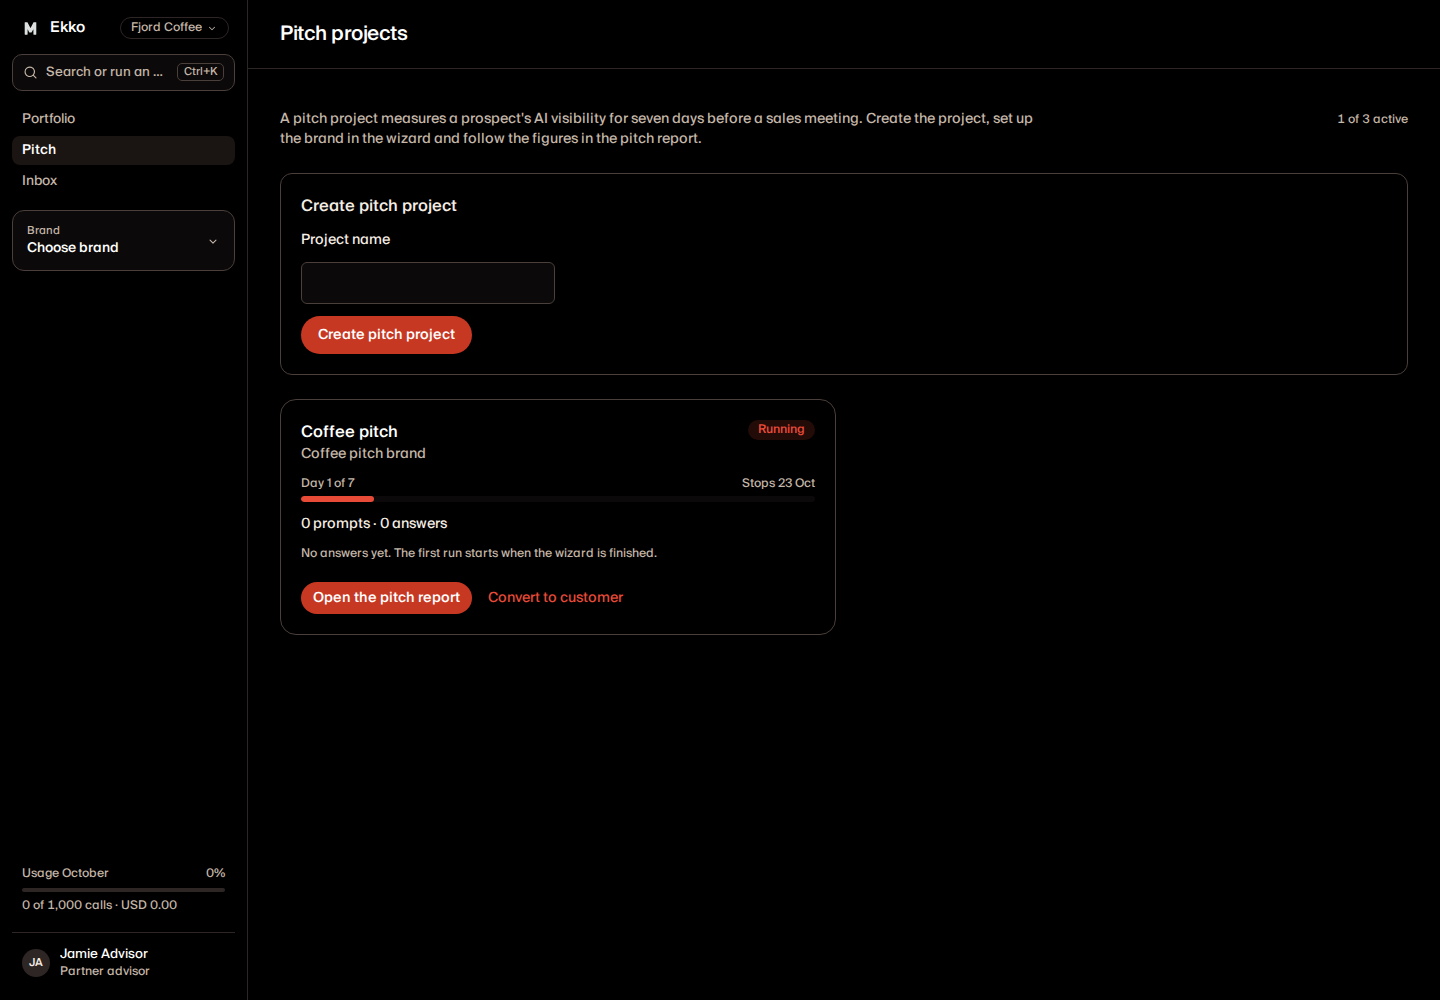 Ekko
Fjord Coffee
Search or run an ...
Ctrl+K
Portfolio
Pitch
Inbox
Brand
Choose brand
Usage October
0%
0 of 1,000 calls · USD 0.00
JA
Jamie Advisor
Partner advisor
Pitch projects
A pitch project measures a prospect's AI visibility for seven days before a sales meeting. Create the project, set up
the brand in the wizard and follow the figures in the pitch report.
1 of 3 active
Create pitch project
Project name
Create pitch project
Coffee pitch
Running
Coffee pitch brand
Day 1 of 7
Stops 23 Oct
0 prompts · 0 answers
No answers yet. The first run starts when the wizard is finished.
Open the pitch report
Convert to customer